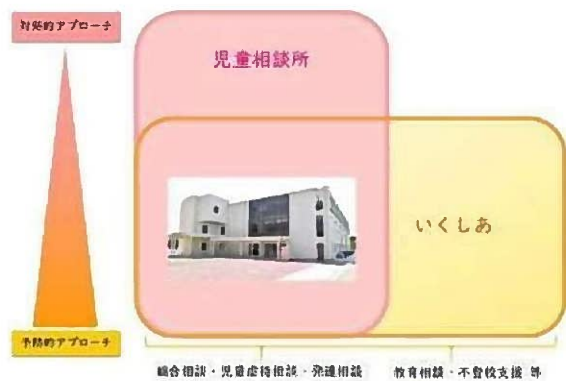 対処的アプローチ
児童相談所
いくしあ
予防的アプローチ
総合相談・児童虐待相談・発達相談
教育相談・不登校支援 等